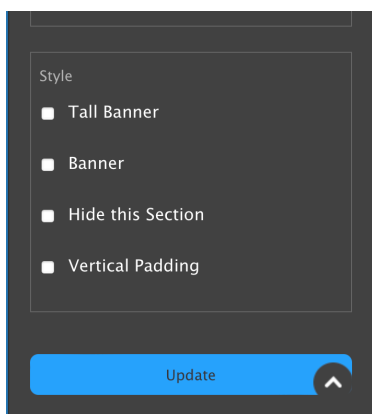 Style
Tall Banner
Banner
Hide this Section
Vertical Padding
Update